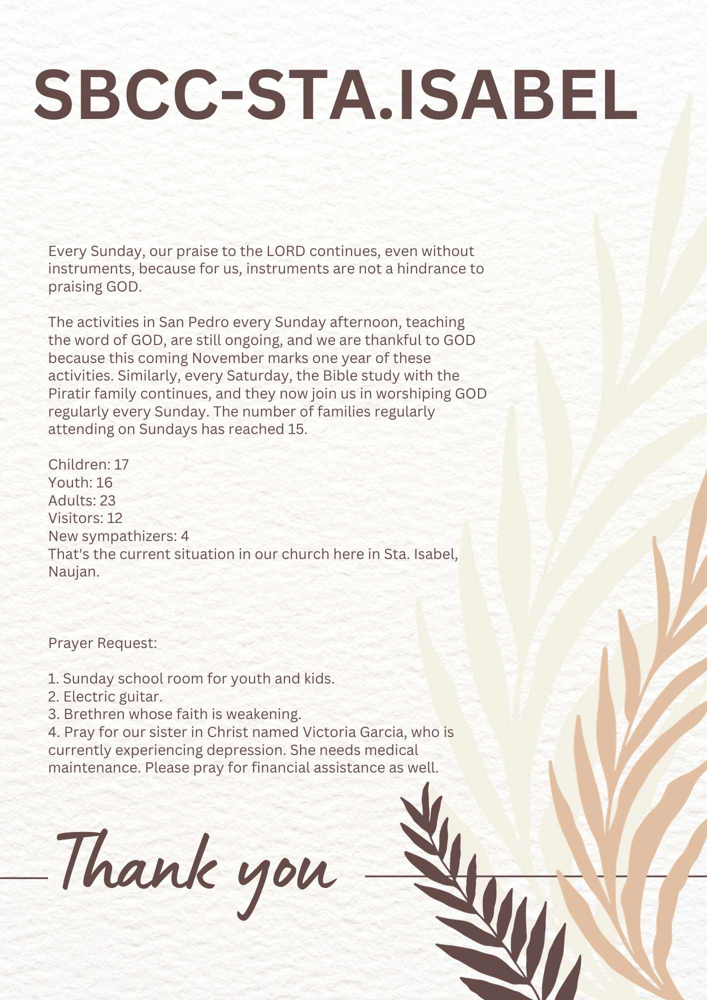 SBCC-STA.ISABEL
Every Sunday, our praise to the LORD continues, even without
instruments, because for us, instruments are not a hindrance to
praising GOD.
The activities in San Pedro every Sunday afternoon, teaching
the word of GOD, are still ongoing, and we are thankful to GOD
because this coming November marks one year of these
activities. Similarly, every Saturday, the Bible study with the
Piratir family continues, and they now join us in worshiping GOD
regularly every Sunday. The number of families regularly
attending on Sundays has reached 15.
Children: 17
Youth: 16
Adults: 23
Visitors: 12
New sympathizers: 4
That's the current situation in our church here in Sta. Isabel,
Naujan.
Prayer Request:
1. Sunday school room for youth and kids.
2. Electric guitar.
3. Brethren whose faith is weakening.
4. Pray for our sister in Christ named Victoria Garcia, who is
currently experiencing depression. She needs medical
maintenance. Please pray for financial assistance as well.
Thank you